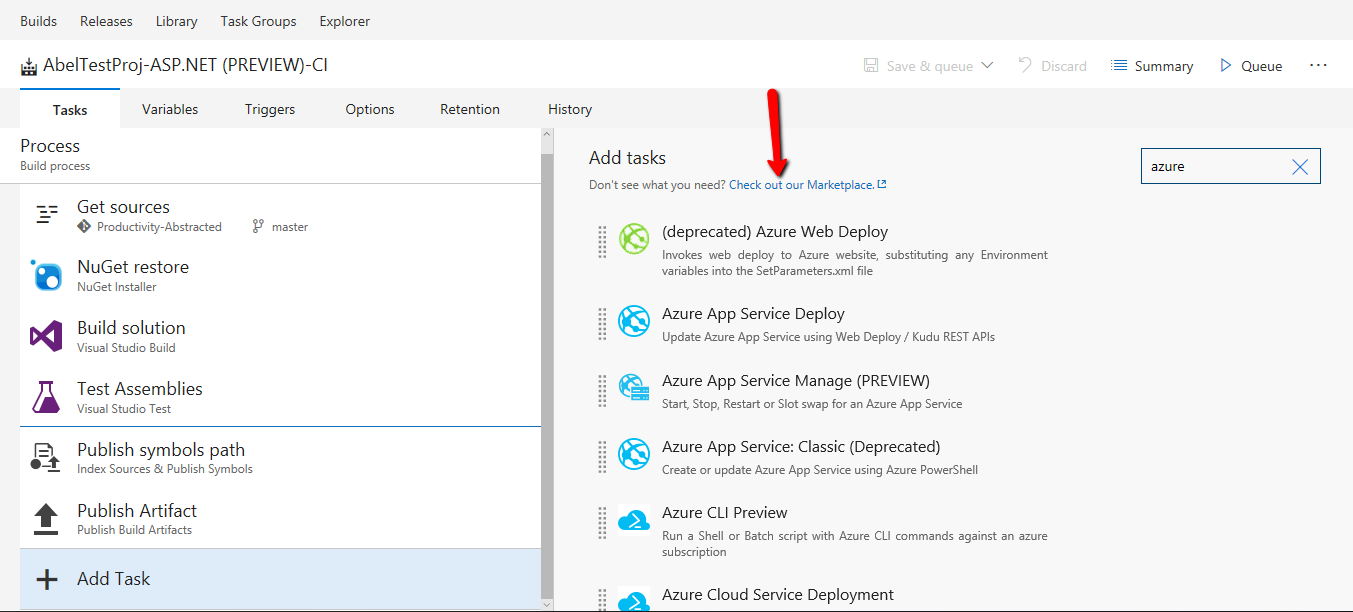 Builds Releases Library Task Groups Explorer
AbelTestProj-ASP.NET (PREVIEW)-CI
Save & queue Discard Summary Queue ...
Tasks Variables Triggers Options Retention History
Process
Build process
Get sources
Productivity-Abstracted master
NuGet restore
NuGet Installer
Build solution
Visual Studio Build
Test Assemblies
Visual Studio Test
Publish symbols path
Index Sources & Publish Symbols
Publish Artifact
Publish Build Artifacts
Add Task
Add tasks
azure
Don't see what you need? Check out our Marketplace.
(deprecated) Azure Web Deploy
Invokes web deploy to Azure website, substituting any Environment
variables into the SetParameters.xml file
Azure App Service Deploy
Update Azure App Service using Web Deploy / Kudu REST APIs
Azure App Service Manage (PREVIEW)
Start, Stop, Restart or Slot swap for an Azure App Service
Azure App Service: Classic (Deprecated)
Create or update Azure App Service using Azure PowerShell
Azure CLI Preview
Run a Shell or Batch script with Azure CLI commands against an azure
subscription
Azure Cloud Service Deployment